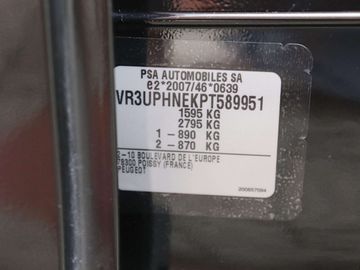 PSA AUTOMOBILES SA
e2*2007/46*0639
VR3UPHNEKPT589951
1595 KG
2795 KG
1 - 890 KG
2 - 870 KG
2-10 BOULEVARD DE L'EUROPE
78300 POISSY (FRANCE)
PEUGEOT